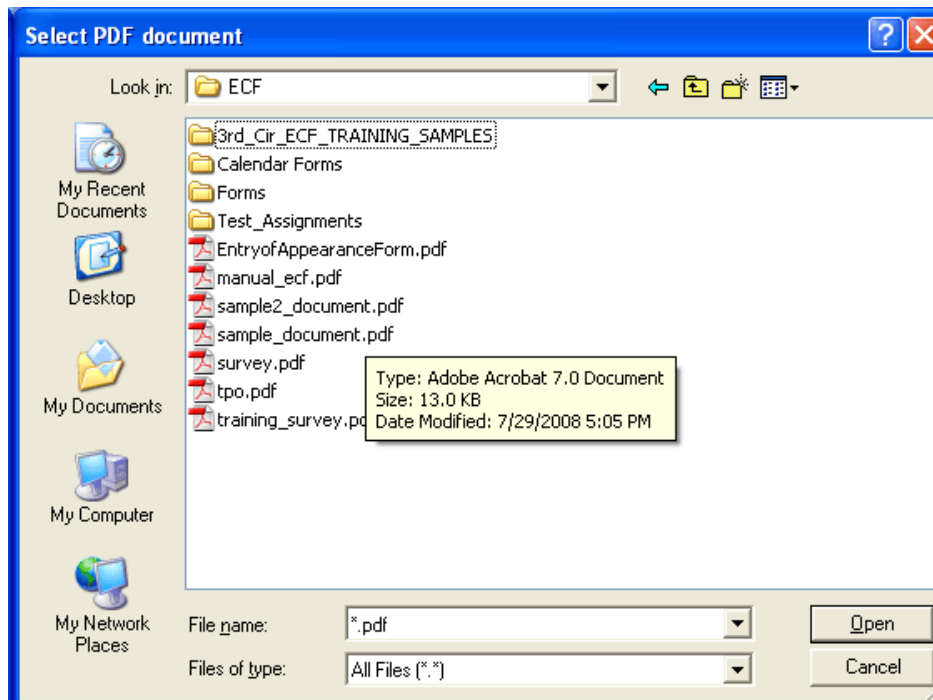 Select PDF document
Look in: ECF
My Recent
Documents
Desktop
My Documents
My Computer
My Network
Places
3rd_Cir_ECF_TRAINING_SAMPLES
Calendar Forms
Forms
Test_Assignments
EntryofAppearanceForm.pdf
manual_ecf.pdf
sample2_document.pdf
sample_document.pdf
survey.pdf
tpo.pdf
training_survey.pd
Type: Adobe Acrobat 7.0 Document
Size: 13.0 KB
Date Modified: 7/29/2008 5:05 PM
File name: *.pdf
Open
Files of type: All Files (*.*)
Cancel